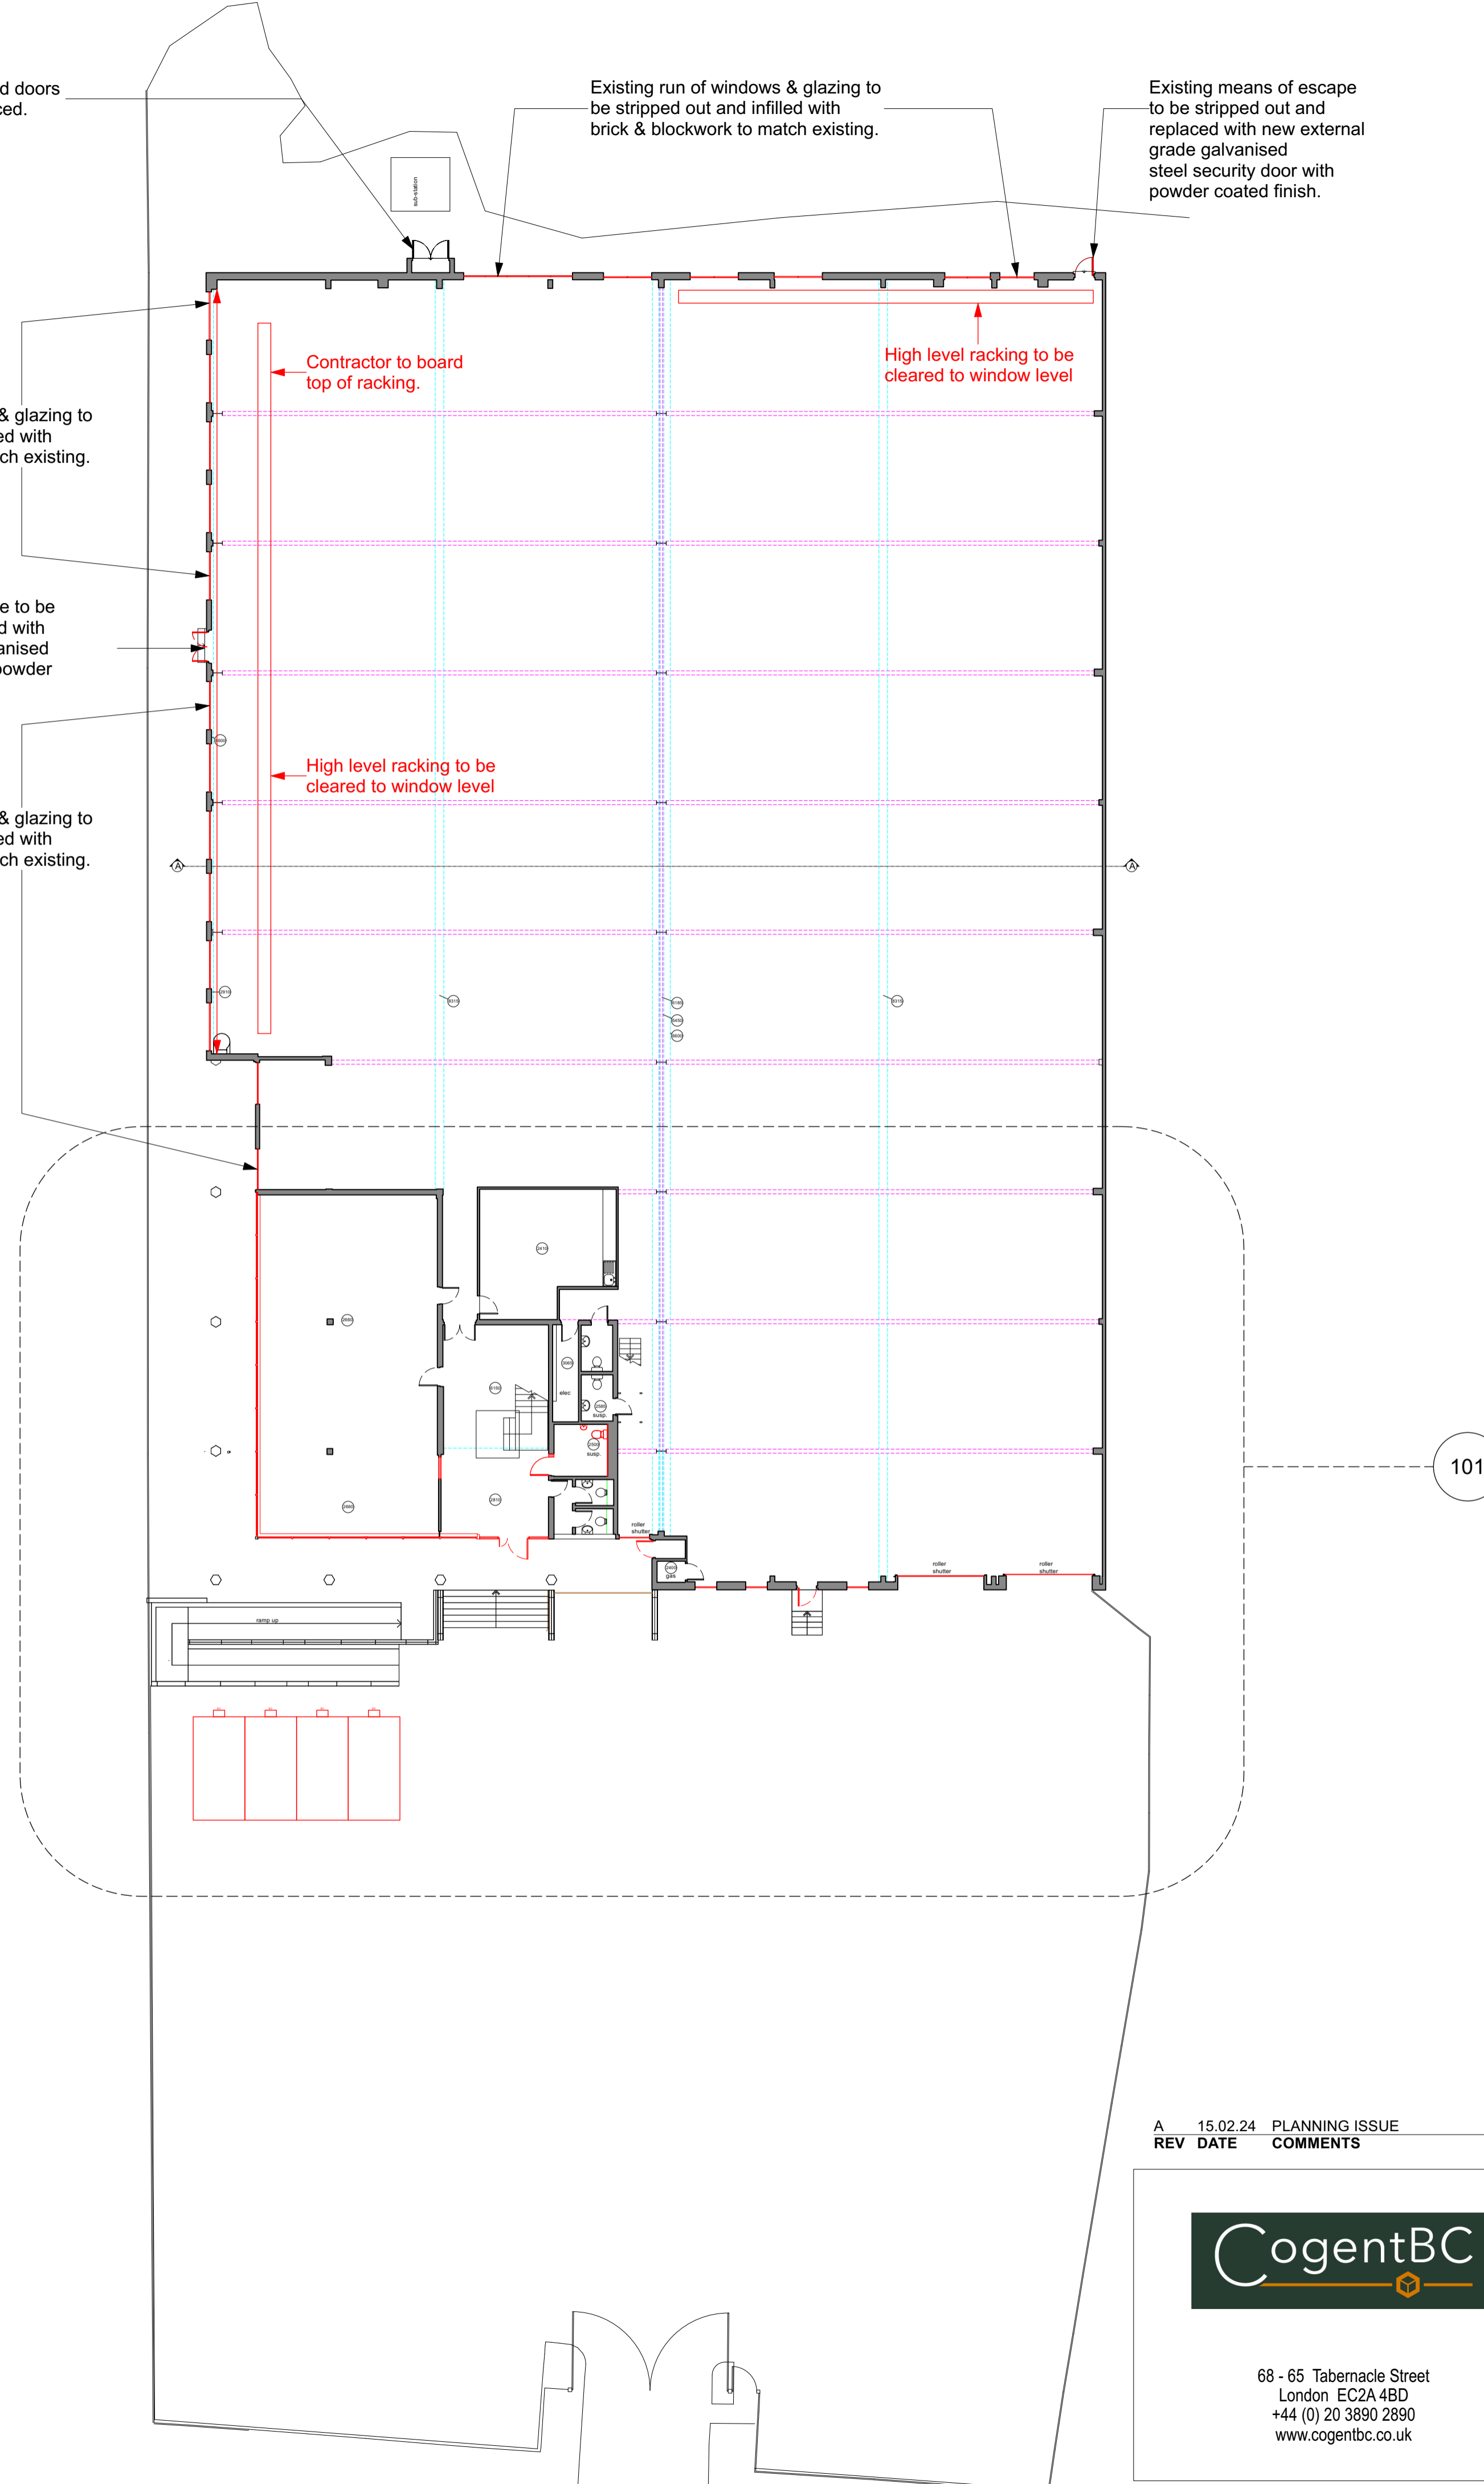 d doors
ced.
Existing run of windows & glazing to
be stripped out and infilled with
brick & blockwork to match existing.
Existing means of escape
to be stripped out and
replaced with new external
grade galvanised
steel security door with
powder coated finish.
sub-station
Contractor to board
top of racking.
High level racking to be
cleared to window level
& glazing to
ed with
ch existing.
e to be
d with
anised
powder
High level racking to be
cleared to window level
& glazing to
ed with
ch existing.
A
A
elec
susp.
susp.
roller
shutter
gas
roller
shutter
roller
shutter
ramp up
101
A 15.02.24 PLANNING ISSUE
REV DATE COMMENTS
CogentBC
68 - 65 Tabernacle Street
London EC2A 4BD
+44 (0) 20 3890 2890
www.cogentbc.co.uk